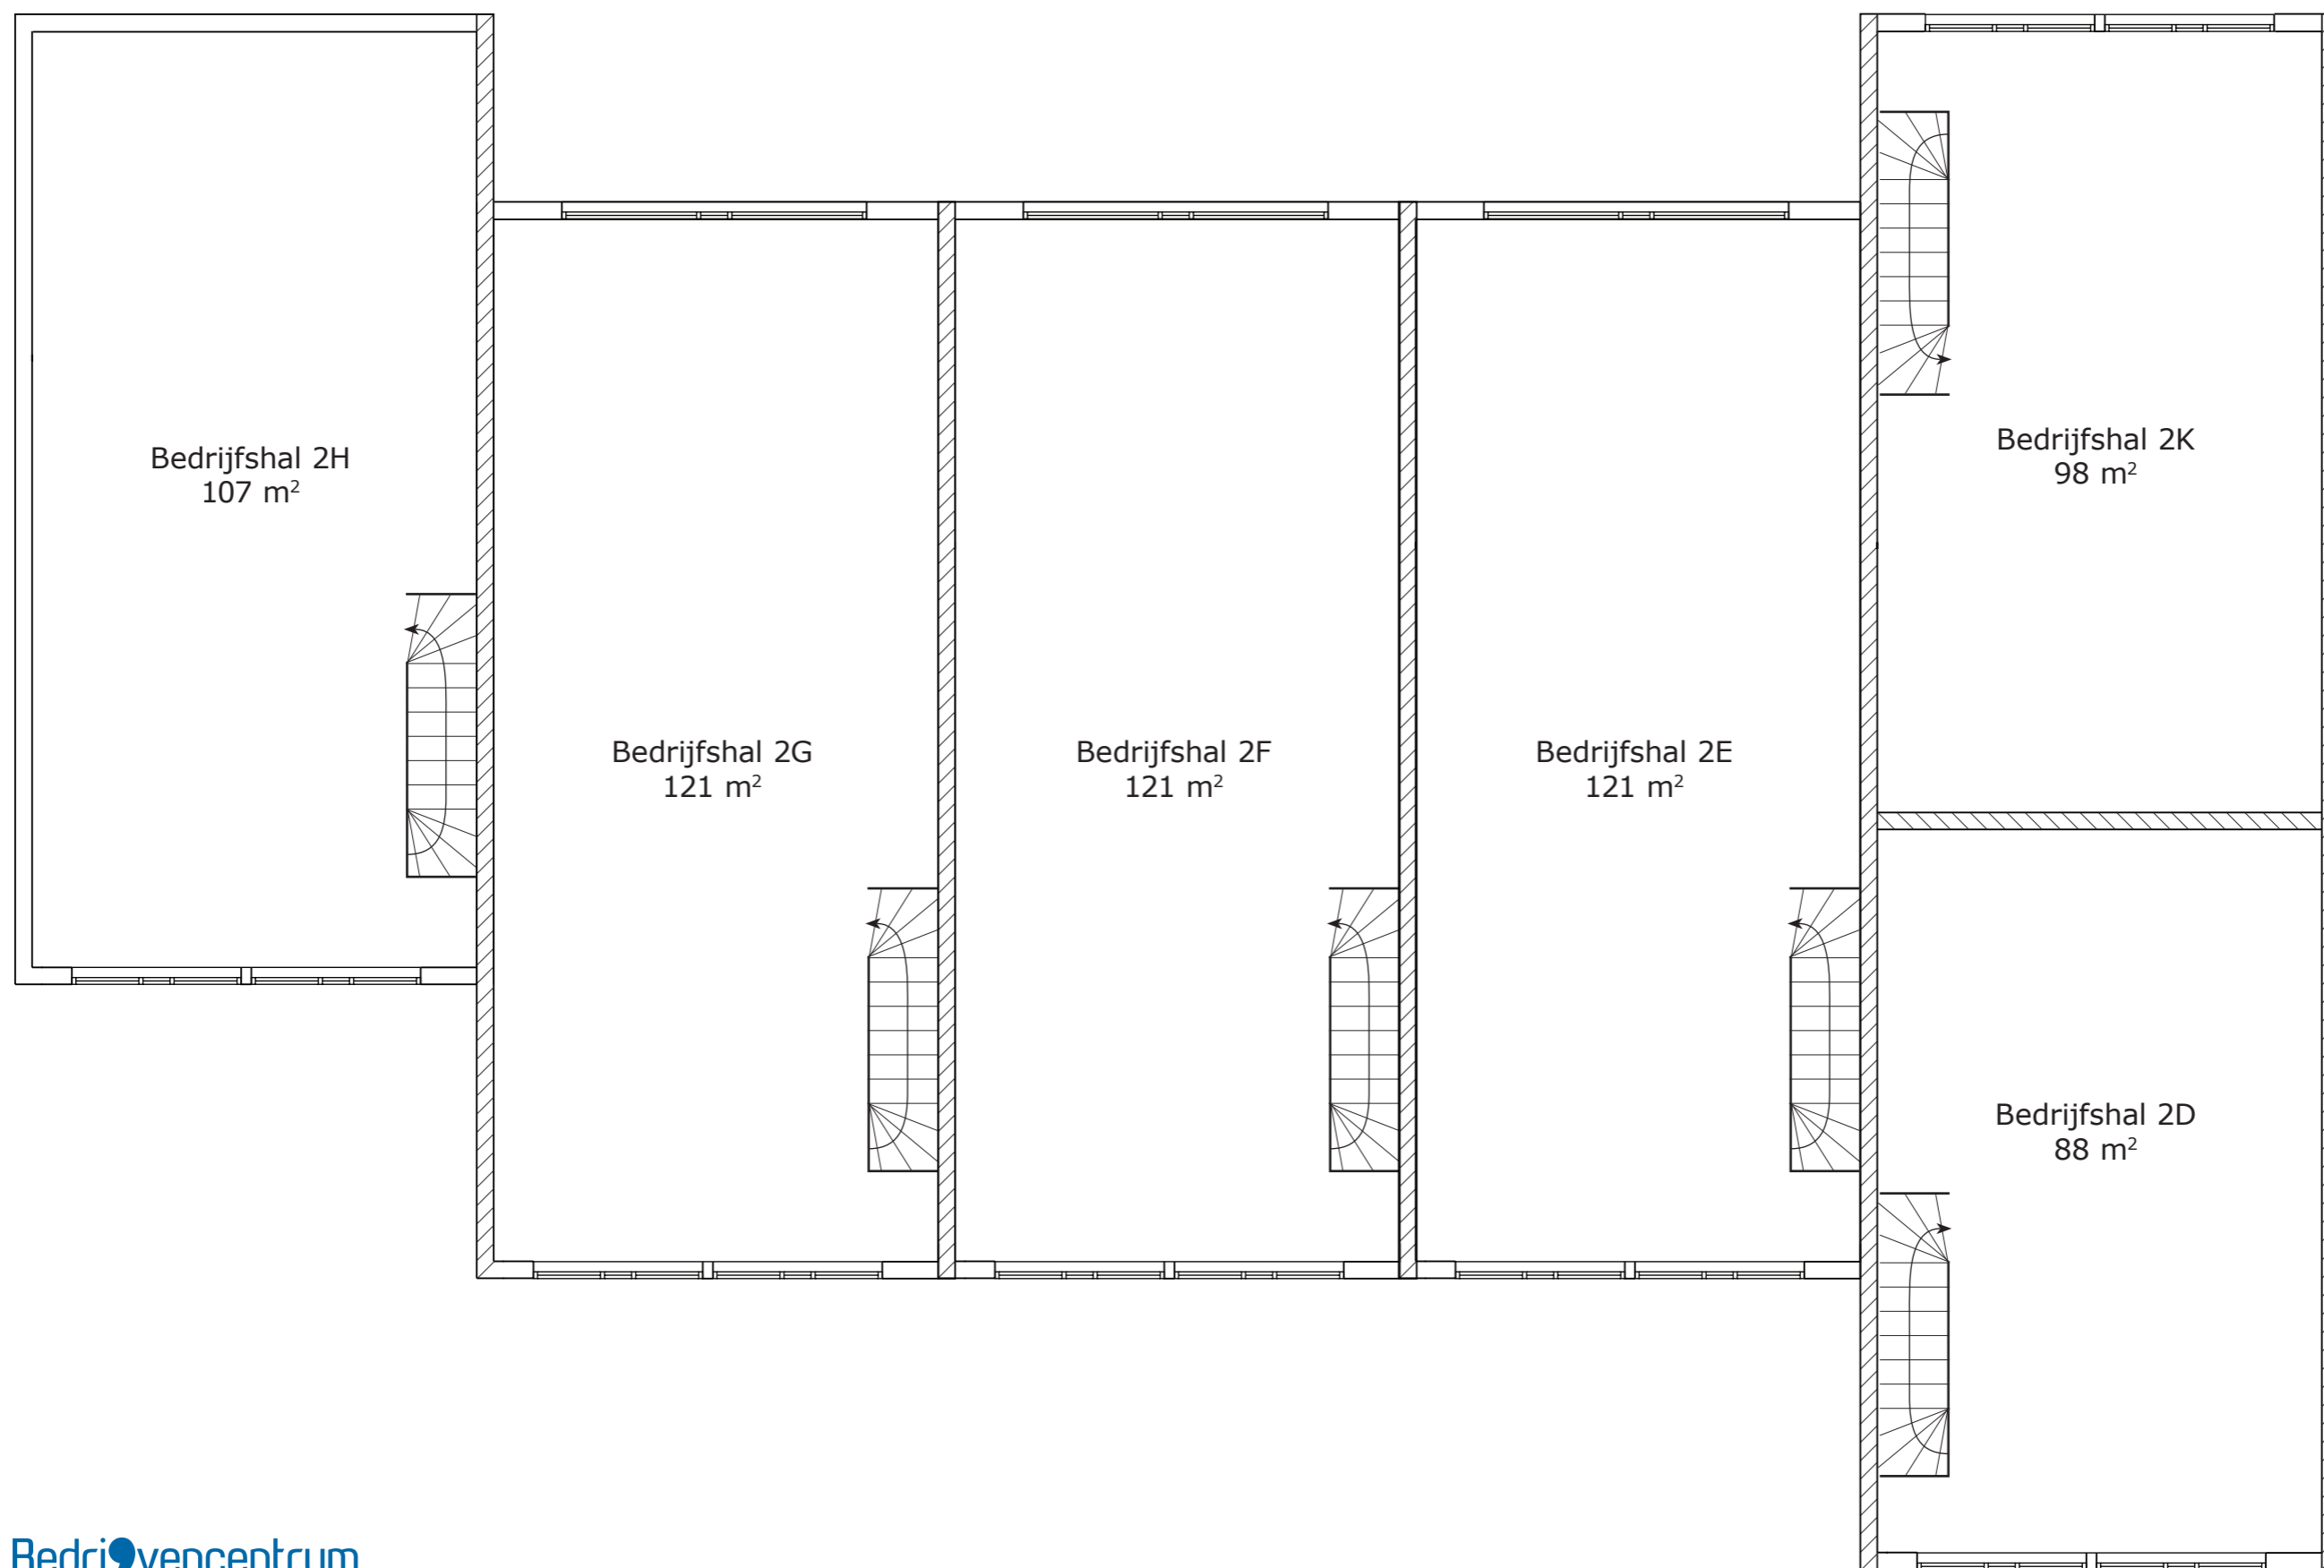 Bedrijfshal 2H
107 m²
Bedrijfshal 2G
121 m²
Bedrijfshal 2F
121 m²
Bedrijfshal 2E
121 m²
Bedrijfshal 2K
98 m²
Bedrijfshal 2D
88 m²
Bedrijvencentrum